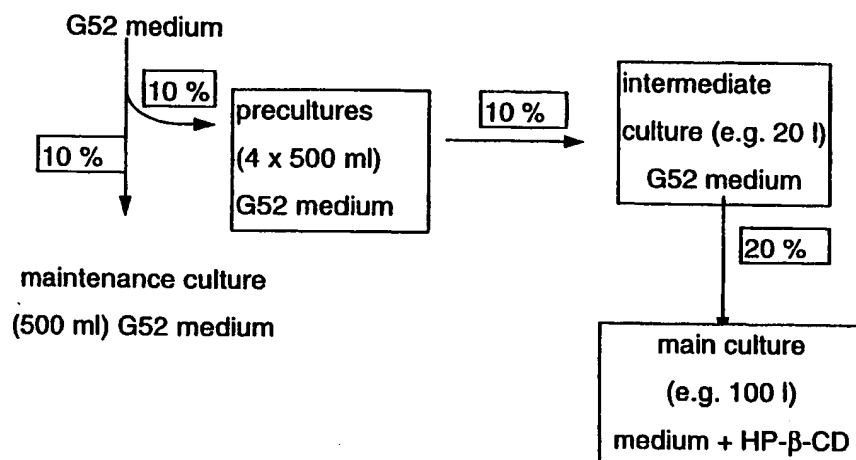 G52 medium
10 %
10 %
precultures
(4 x 500 ml)
G52 medium
10 %
intermediate
culture (e.g. 20 l)
G52 medium
20 %
maintenance culture
(500 ml) G52 medium
main culture
(e.g. 100 l)
medium + HP-β-CD